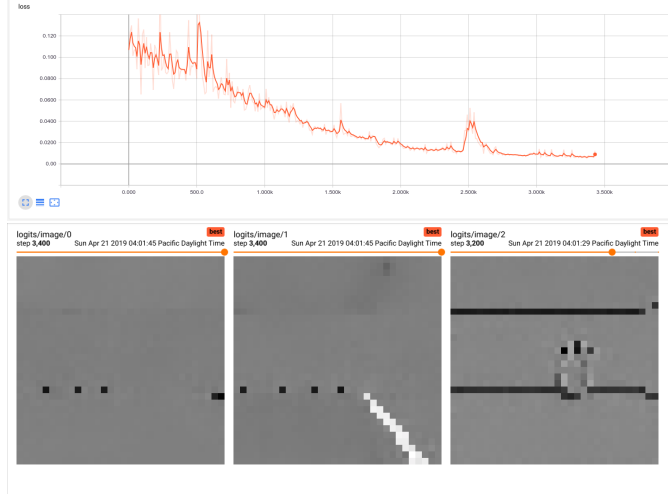 loss
0.120
0.100
0.0800
0.0600
0.0400
0.0200
0.00
0.000 500.0 1.000k 1.500k 2.000k 2.500k 3.000k 3.500k
logits/image/0 best
step 3,400 Sun Apr 21 2019 04:01:45 Pacific Daylight Time
logits/image/1 best
step 3,400 Sun Apr 21 2019 04:01:45 Pacific Daylight Time
logits/image/2 best
step 3,200 Sun Apr 21 2019 04:01:29 Pacific Daylight Time